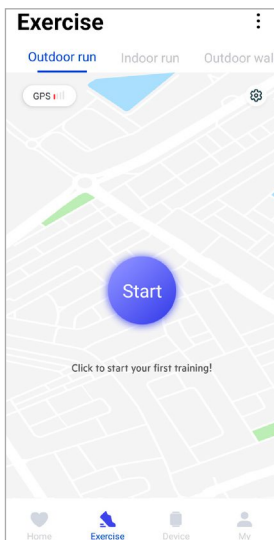 Exercise
Outdoor run
Indoor run
Outdoor wal
GPS
Start
Click to start your first training!
Home
Exercise
Device
My